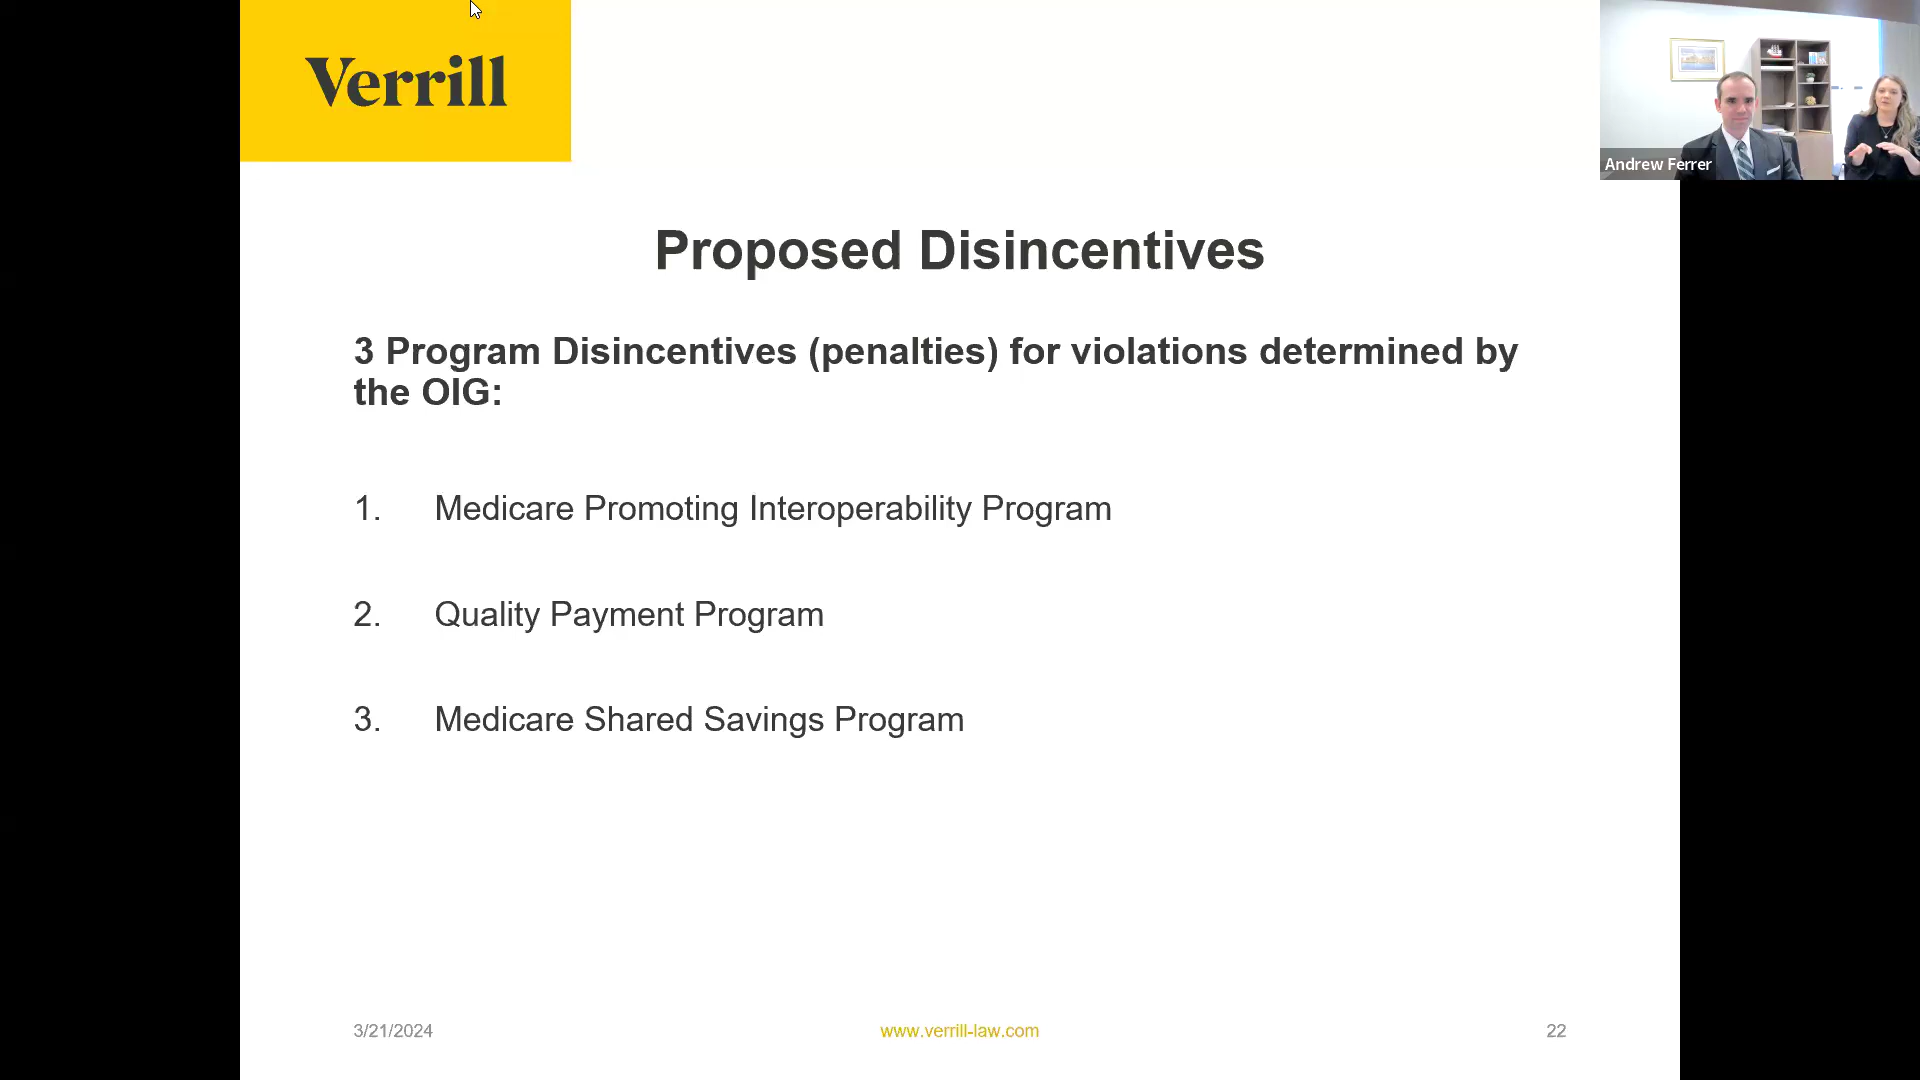 Verrill
Andrew Ferrer
Proposed Disincentives
3 Program Disincentives (penalties) for violations determined by
the OIG:
1. Medicare Promoting Interoperability Program
2. Quality Payment Program
3. Medicare Shared Savings Program
3/21/2024
www.verrill-law.com
22